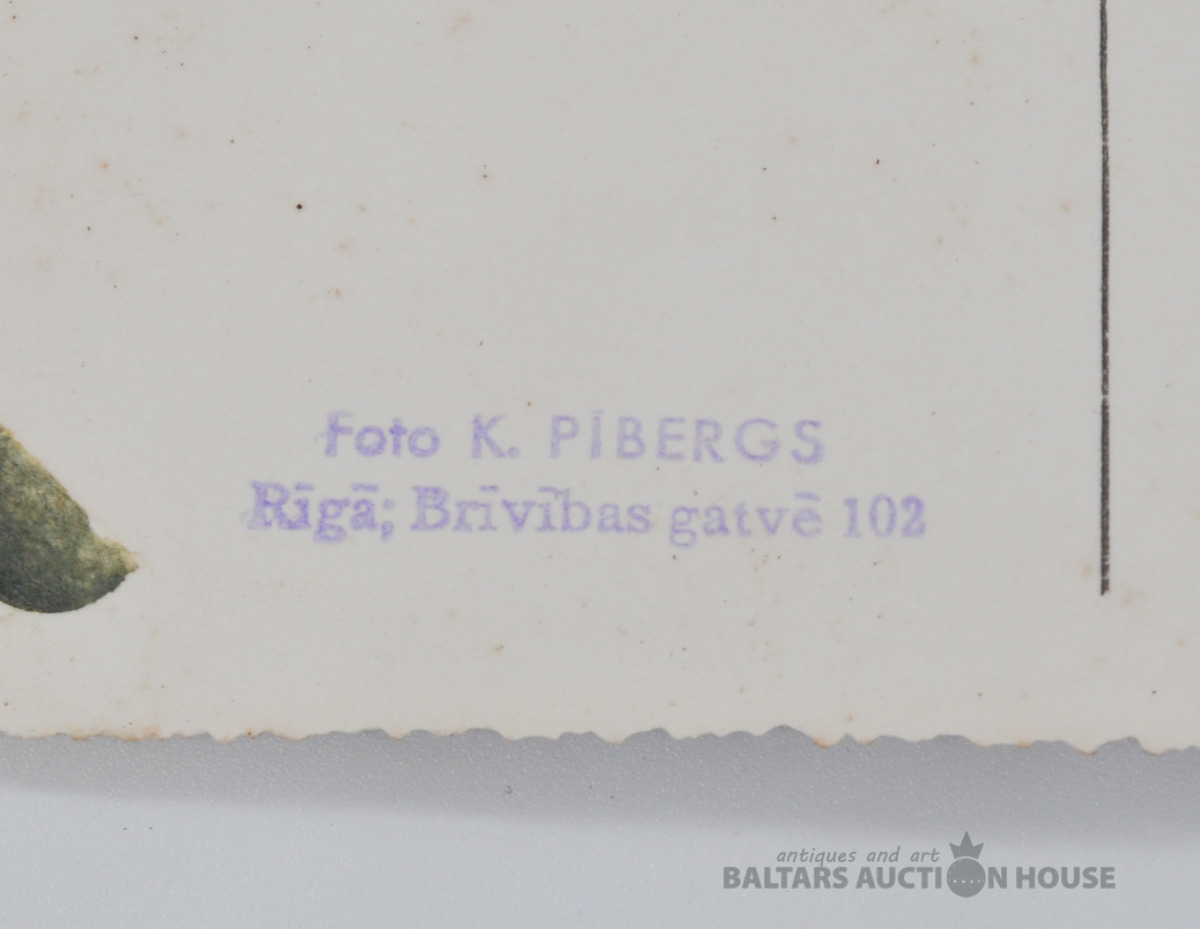 Foto K. PĪBERGS
Rīgā; Brīvības gatvē 102
antiques and art
BALTARS AUCTION HOUSE